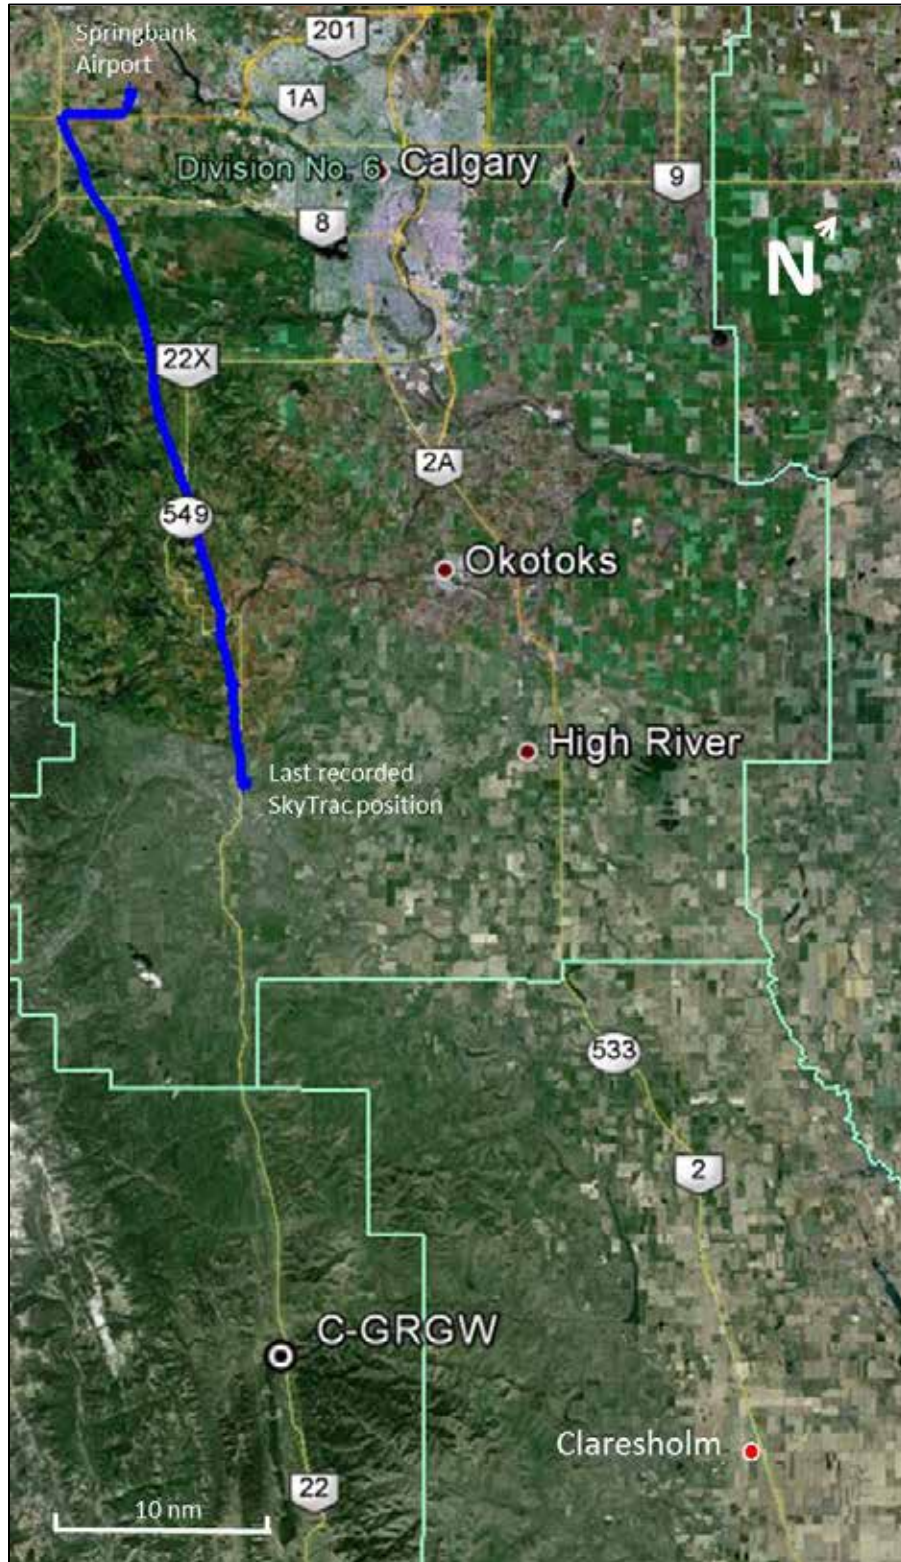 Springbank
Airport
201
1A
Division No. 6
Calgary
9
8
N
22X
2A
549
Okotoks
High River
Last recorded
SkyTrac position
533
2
C-GRGW
Claresholm
22
10 nm